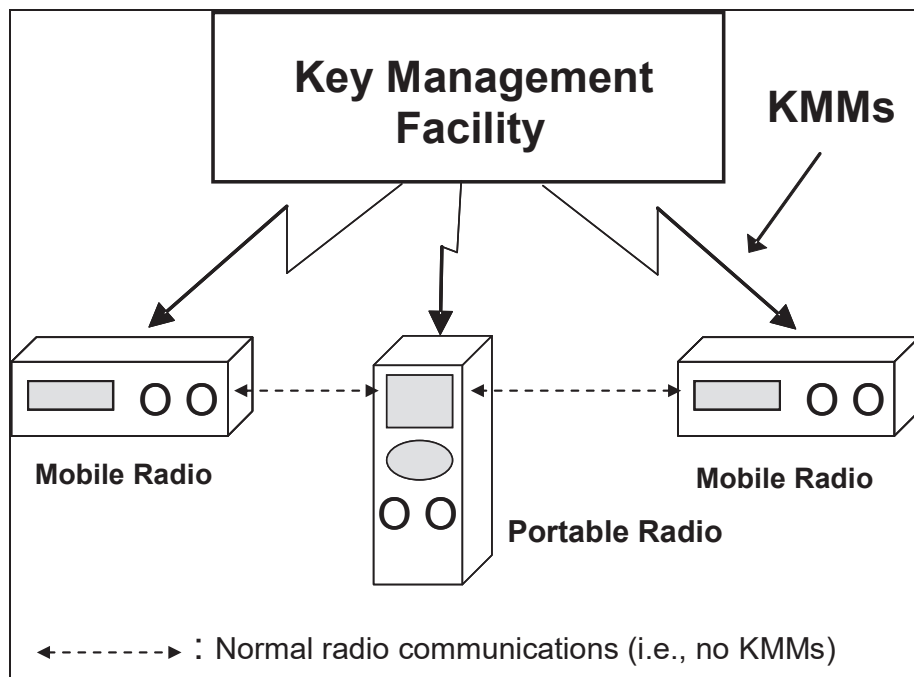 Key Management
Facility
KMMs
Mobile Radio
Mobile Radio
Portable Radio
: Normal radio communications (i.e., no KMMs)